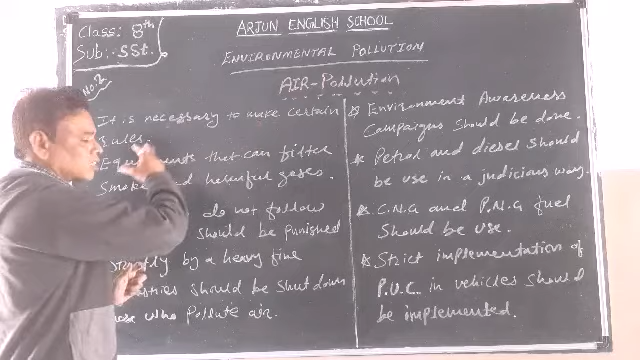 Class: 8th
Sub: SSt.
ARJUN ENGLISH SCHOOL
ENVIRONMENTAL POLLUTION
AIR-Pollution
No.2
It is necessary to make certain
rules.
that can filter
Smoke and harmful gases.
do not follow
should be punished
by a heavy fine
should be shut down
who Pollute air.
Environment Awareness
Campaigns should be done.
Petrol and diesel should
be use in a judicious way.
C.N.G and P.N.G fuel
Should be use.
Strict implementation of
P.U.C. in vehicles should
be implemented.